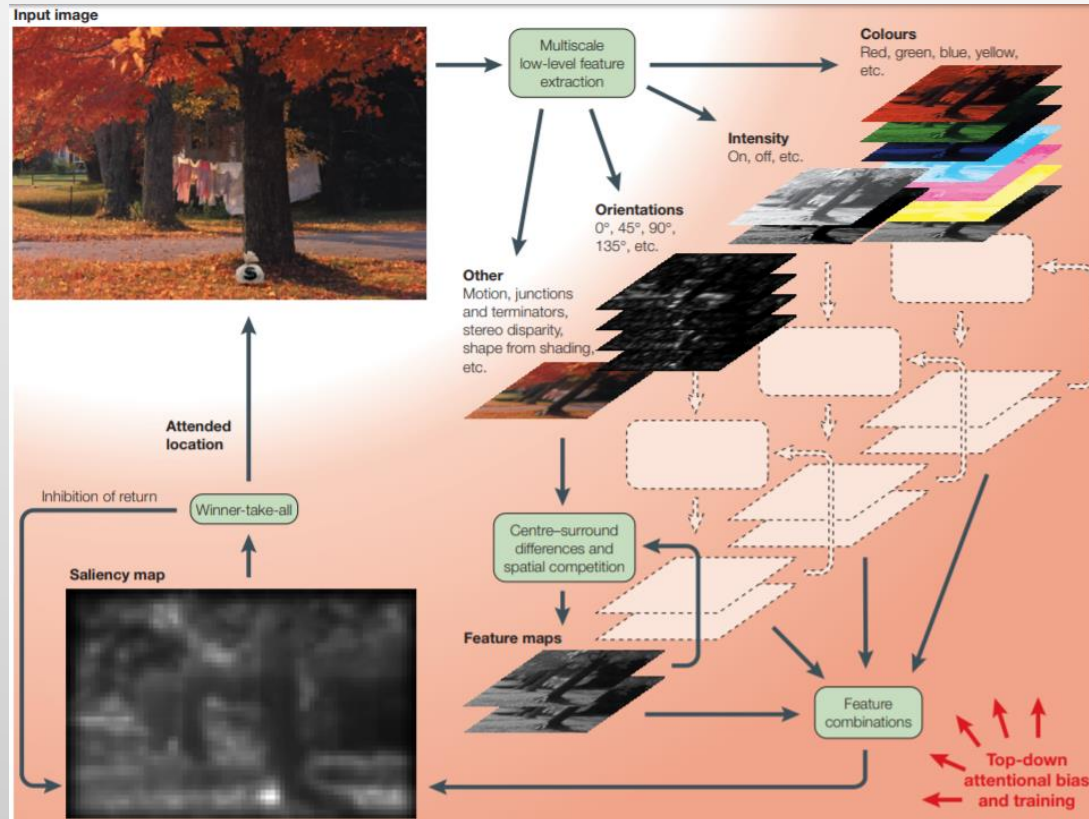 Input image
Multiscale
low-level feature
extraction
Colours
Red, green, blue, yellow,
etc.
Intensity
On, off, etc.
Orientations
0°, 45°, 90°,
135°, etc.
Other
Motion, junctions
and terminators,
stereo disparity,
shape from shading,
etc.
$
Attended
location
Inhibition of return
Winner-take-all
Centre–surround
differences and
spatial competition
Saliency map
Feature maps
Feature
combinations
Top-down
attentional bias
and training